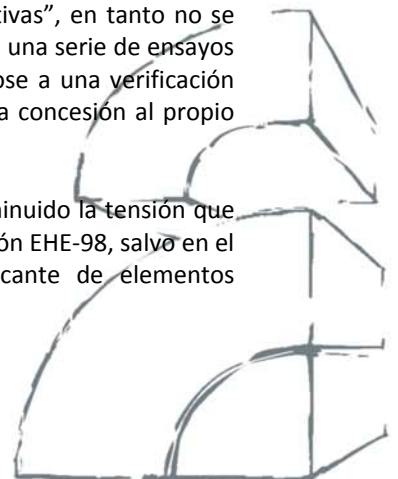 tivas”, en tanto no se
una serie de ensayos
ose a una verificación
a concesión al propio
inuido la tensión que
ón EHE-98, salvo en el
cante de elementos